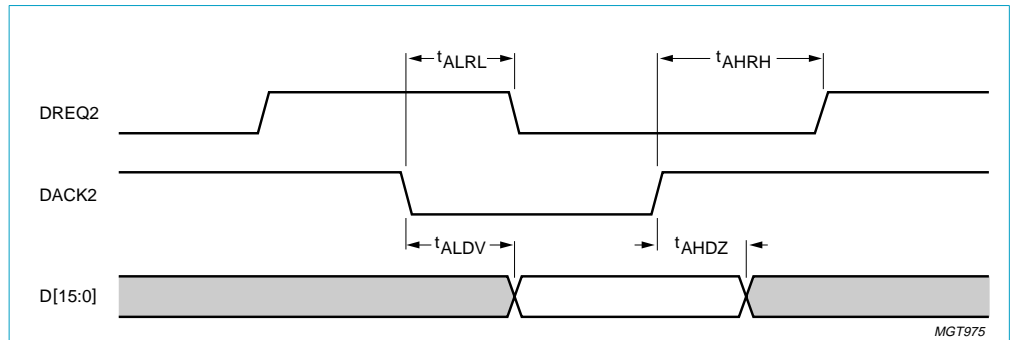 tALRL
tAHRH
DREQ2
DACK2
tALDV
tAHDZ
D[15:0]
MGT975